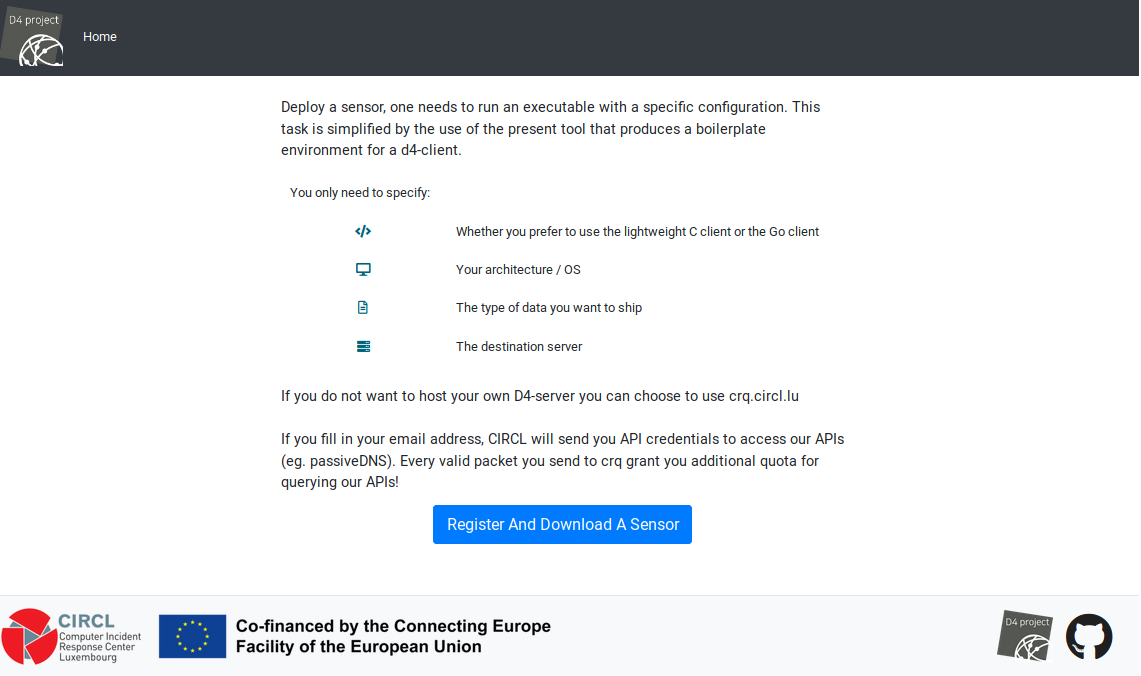 D4 project
Home
Deploy a sensor, one needs to run an executable with a specific configuration. This
task is simplified by the use of the present tool that produces a boilerplate
environment for a d4-client.
You only need to specify:
Whether you prefer to use the lightweight C client or the Go client
Your architecture / OS
The type of data you want to ship
The destination server
If you do not want to host your own D4-server you can choose to use crq.circl.lu
If you fill in your email address, CIRCL will send you API credentials to access our APIs
(eg. passiveDNS). Every valid packet you send to crq grant you additional quota for
querying our APIs!
Register And Download A Sensor
CIRCL
Computer Incident
Response Center
Luxembourg
Co-financed by the Connecting Europe
Facility of the European Union
D4 project